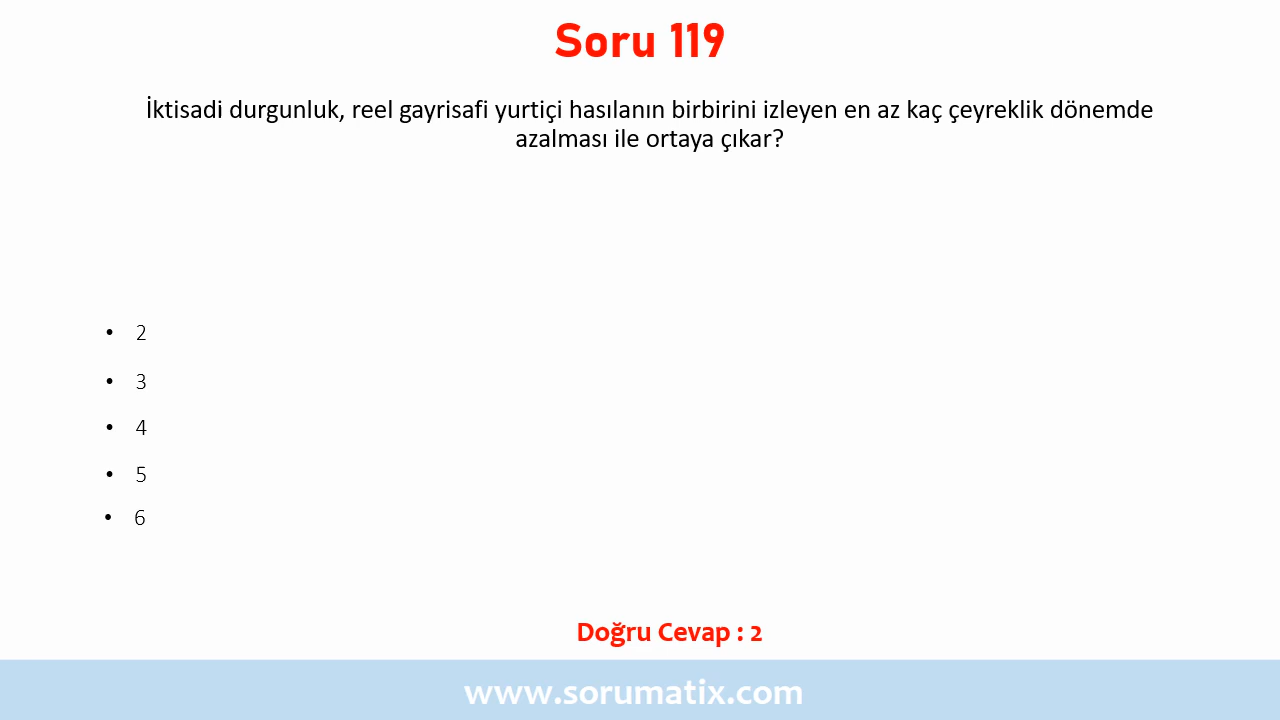 Soru 119
İktisadi durgunluk, reel gayrisafi yurtiçi hasılanın birbirini izleyen en az kaç çeyreklik dönemde
azalması ile ortaya çıkar?
• 2
• 3
• 4
• 5
• 6
Doğru Cevap : 2
www.sorumatix.com